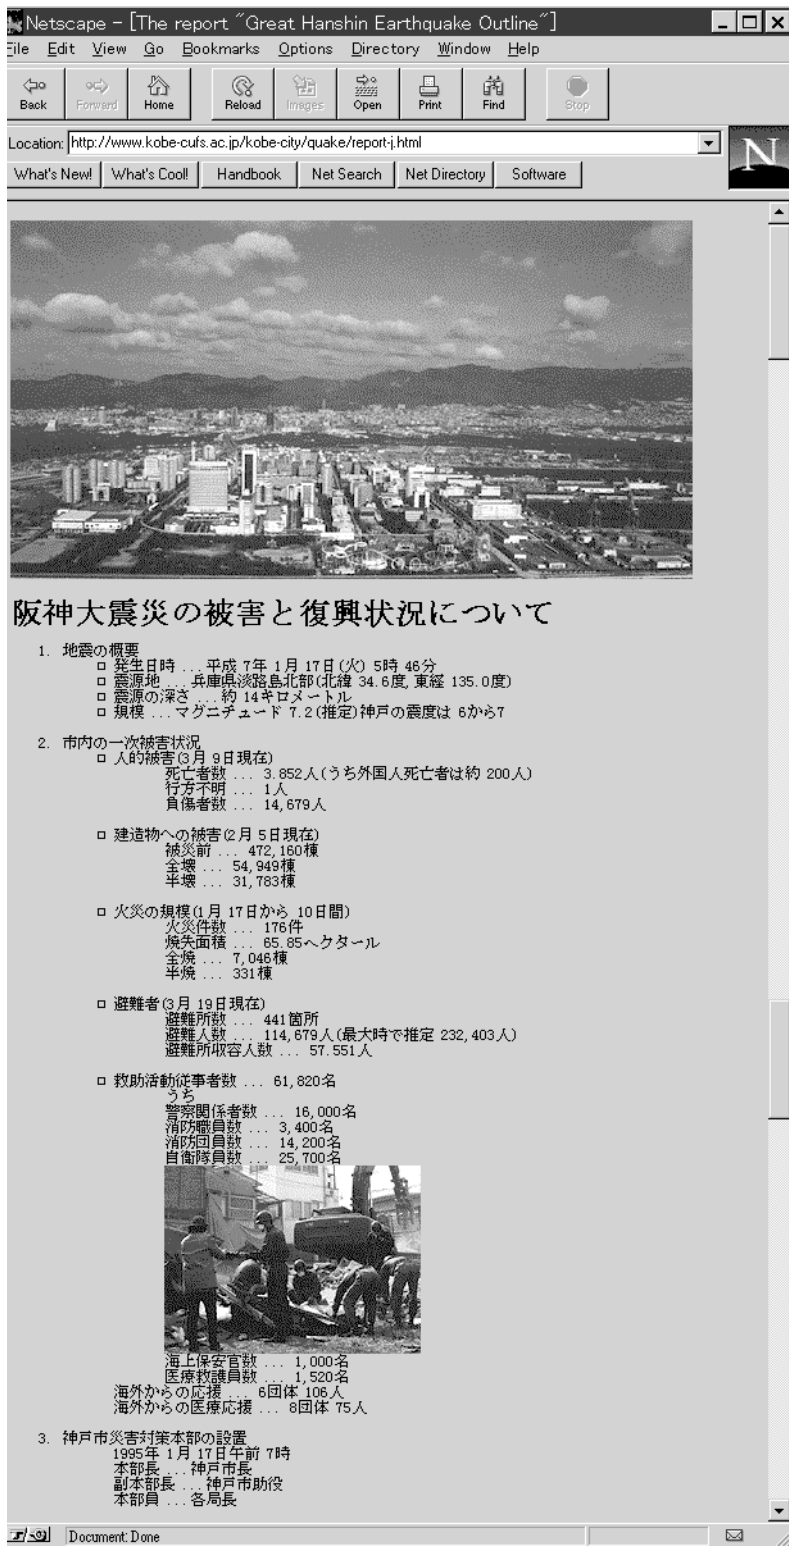 Netscape - [The report ″Great Hanshin Earthquake Outline″]
File Edit View Go Bookmarks Options Directory Window Help
Back Forward Home Reload Images Open Print Find Stop
Location: http://www.kobe-cufs.ac.jp/kobe-city/quake/report-j.html
N
What's New! What's Cool! Handbook Net Search Net Directory Software
阪神大震災の被害と復興状況について
1. 地震の概要
発生日時 ... 平成 7年 1月 17日(火) 5時 46分
震源地 ... 兵庫県淡路島北部(北緯 34.6度, 東経 135.0度)
震源の深さ ... 約 14キロメートル
規模 ... マグニチュード 7.2(推定)神戸の震度は 6から7
2. 市内の一次被害状況
人的被害(3月 9日現在)
死亡者数 ... 3.852人(うち外国人死亡者は約 200人)
行方不明 ... 1人
負傷者数 ... 14,679人
建造物への被害(2月 5日現在)
被災前 ... 472,160棟
全壊 ... 54,949棟
半壊 ... 31,783棟
火災の規模(1月 17日から 10日間)
火災件数 ... 176件
焼失面積 ... 65.85ヘクタール
全焼 ... 7,046棟
半焼 ... 331棟
避難者(3月 19日現在)
避難所数 ... 441箇所
避難人数 ... 114,679人(最大時で推定 232,403人)
避難所収容人数 ... 57.551人
救助活動従事者数 ... 61,820名
うち
警察関係者数 ... 16,000名
消防職員数 ... 3,400名
消防団員数 ... 14,200名
自衛隊員数 ... 25,700名
海上保安官数 ... 1,000名
医療救護員数 ... 1,520名
海外からの応援 ... 6団体 106人
海外からの医療応援 ... 8団体 75人
3. 神戸市災害対策本部の設置
1995年 1月 17日午前 7時
本部長 ... 神戸市長
副本部長 ... 神戸市助役
本部員 ... 各局長
Document: Done